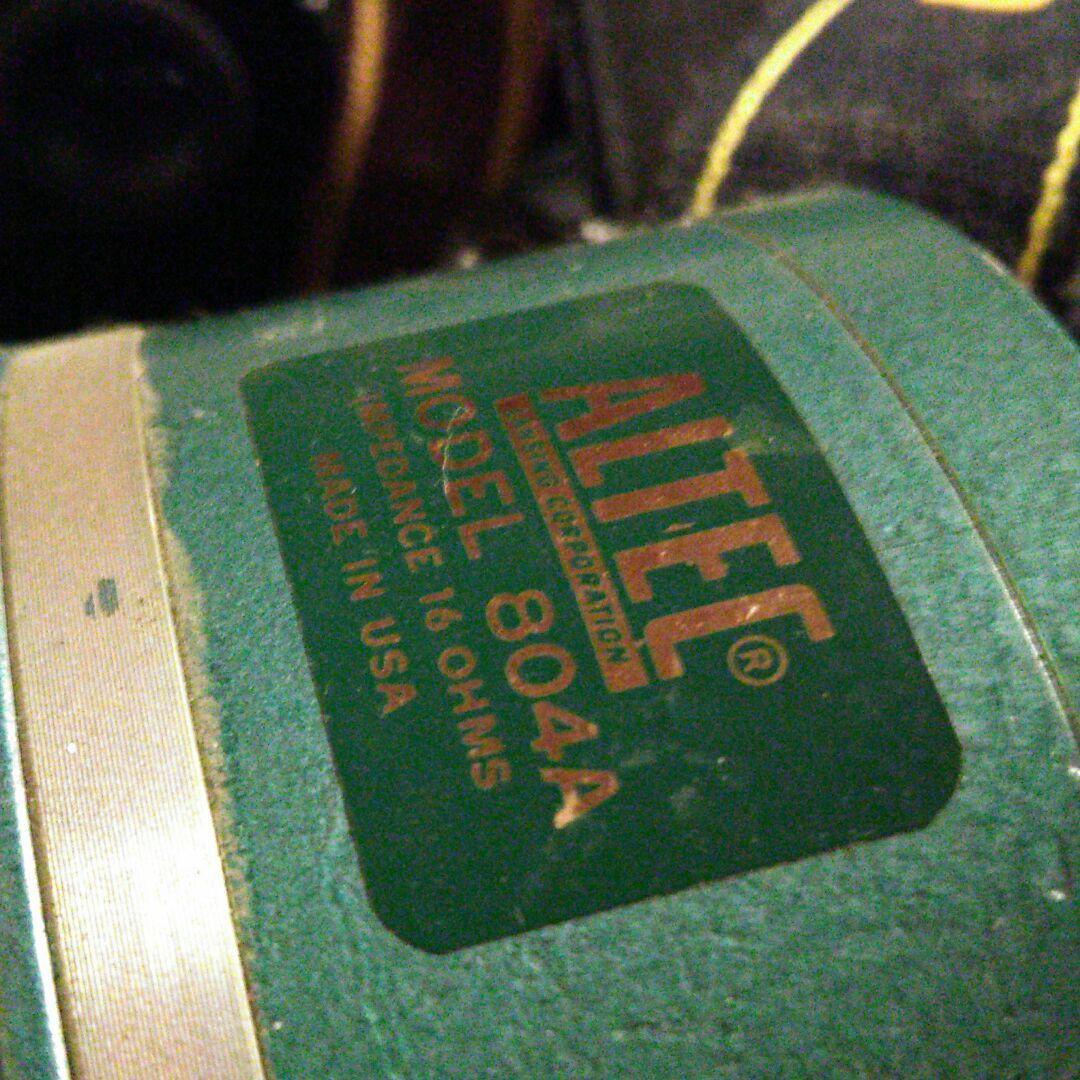 ALTEC®
LANSING CORPORATION
MODEL 804A
IMPEDANCE 16 OHMS
MADE IN USA